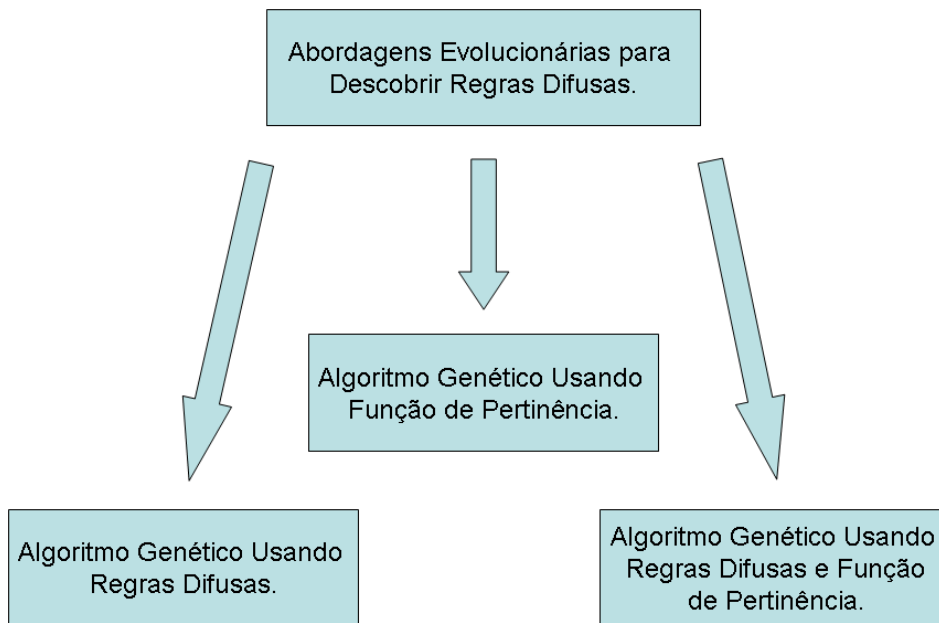 Abordagens Evolucionárias para
Descobrir Regras Difusas.
Algoritmo Genético Usando
Função de Pertinência.
Algoritmo Genético Usando
Regras Difusas.
Algoritmo Genético Usando
Regras Difusas e Função
de Pertinência.